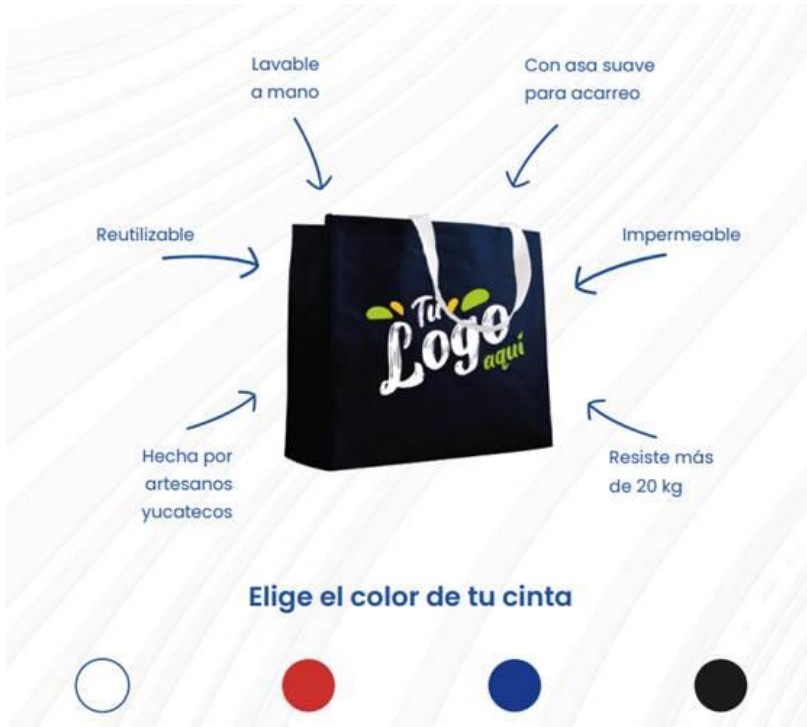 Lavable
a mano
Con asa suave
para acarreo
Reutilizable
Impermeable
Tu
Logo
aquí
Hecha por
artesanos
yucatecos
Resiste más
de 20 kg
Elige el color de tu cinta